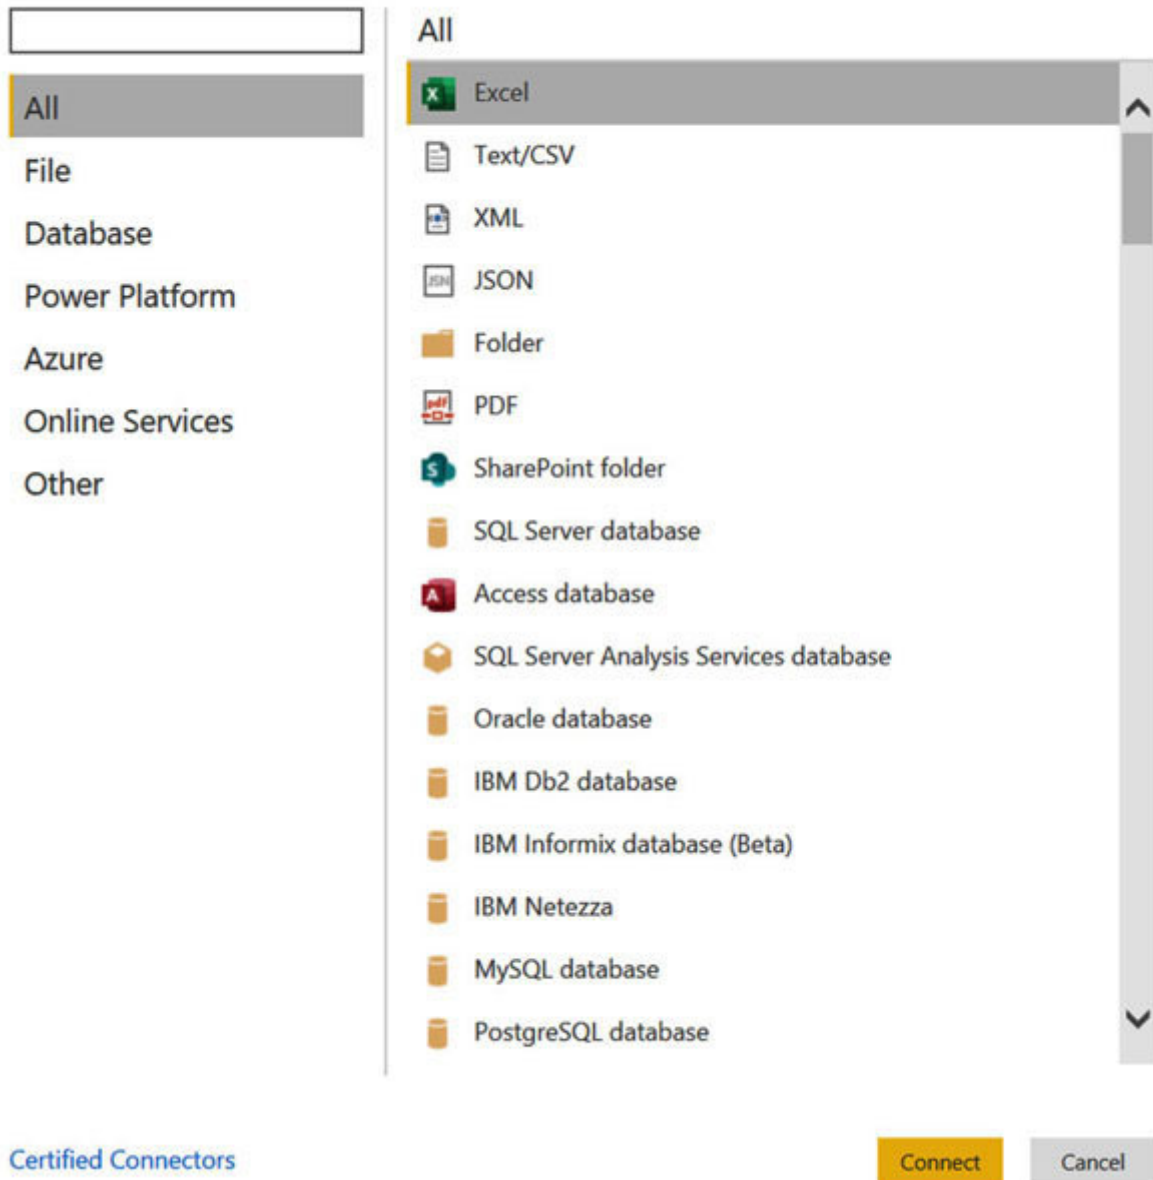 All
File
Database
Power Platform
Azure
Online Services
Other
All
Excel
Text/CSV
XML
JSON
Folder
PDF
SharePoint folder
SQL Server database
Access database
SQL Server Analysis Services database
Oracle database
IBM Db2 database
IBM Informix database (Beta)
IBM Netezza
MySQL database
PostgreSQL database
Certified Connectors
Connect
Cancel